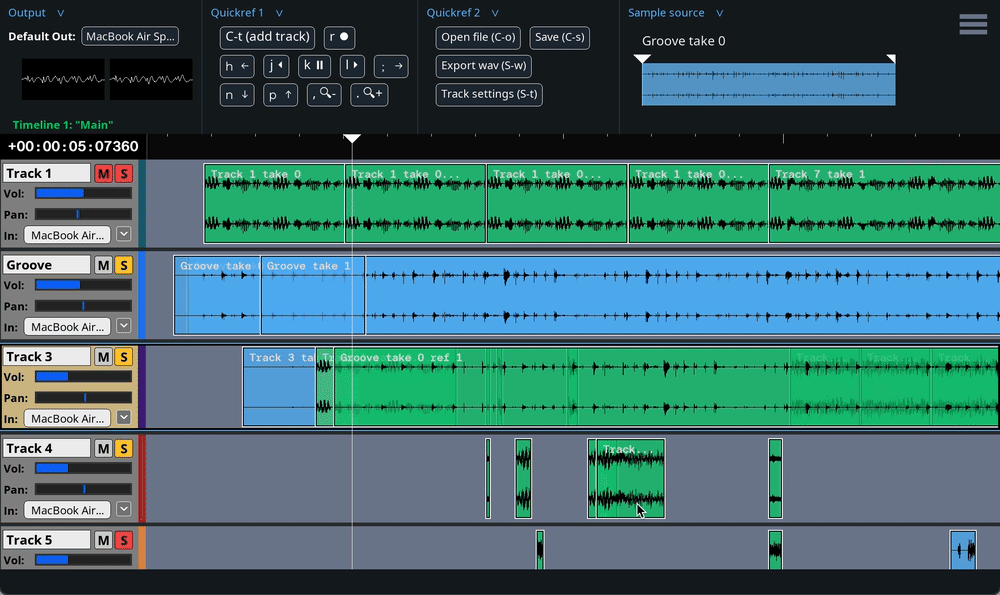 Output
Default Out: MacBook Air Sp...
Quickref 1
C-t (add track) r
h j k l ;
n p , .
Quickref 2
Open file (C-o) Save (C-s)
Export wav (S-w)
Track settings (S-t)
Sample source
Groove take 0
Timeline 1: "Main"
+00:00:05:07360
Track 1 M S
Vol:
Pan:
In: MacBook Air...
Track 1 take 0 Track 1 take 0... Track 1 take 0... Track 1 take 0... Track 7 take 1
Groove M S
Vol:
Pan:
In: MacBook Air...
Groove take Groove take 1
Track 3 M S
Vol:
Pan:
In: MacBook Air...
Track 3 ta Tr Groove take 0 ref 1 Track Track Track
Track 4 M S
Vol:
Pan:
In: MacBook Air...
Track...
Track 5 M S
Vol: